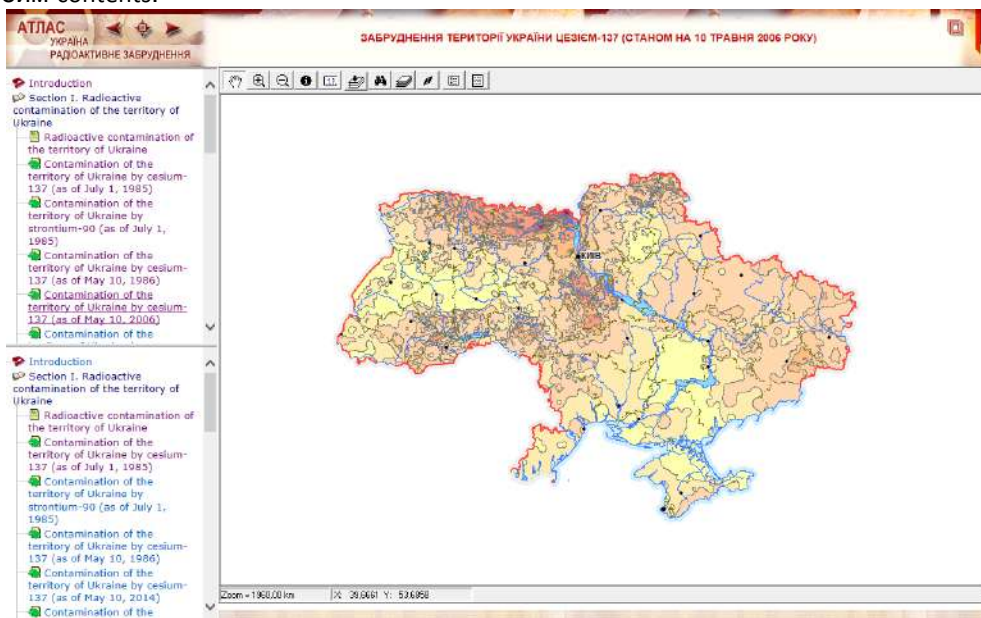 contents.
АТЛАС
УКРАЇНА
РАДІОАКТИВНЕ ЗАБРУДНЕННЯ
ЗАБРУДНЕННЯ ТЕРИТОРІЇ УКРАЇНИ ЦЕЗІЄМ-137 (СТАНОМ НА 10 ТРАВНЯ 2006 РОКУ)
Introduction
Section I. Radioactive
contamination of the territory of
Ukraine
Radioactive contamination of
the territory of Ukraine
Contamination of the
territory of Ukraine by cesium-
137 (as of July 1, 1985)
Contamination of the
territory of Ukraine by
strontium-90 (as of July 1,
1985)
Contamination of the
territory of Ukraine by cesium-
137 (as of May 10, 1986)
Contamination of the
territory of Ukraine by cesium-
137 (as of May 10, 2006)
Contamination of the
Introduction
Section I. Radioactive
contamination of the territory of
Ukraine
Radioactive contamination of
the territory of Ukraine
Contamination of the
territory of Ukraine by cesium-
137 (as of July 1, 1985)
Contamination of the
territory of Ukraine by
strontium-90 (as of July 1,
1985)
Contamination of the
territory of Ukraine by cesium-
137 (as of May 10, 1986)
Contamination of the
territory of Ukraine by cesium-
137 (as of May 10, 2014)
Contamination of the
КИЇВ
Zoom = 1960,00 km X: 39,6661 Y: 53,6858